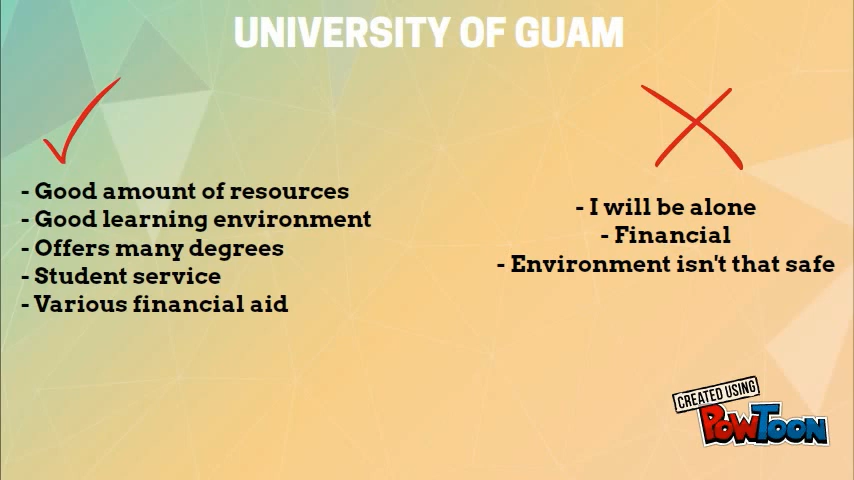 UNIVERSITY OF GUAM
- Good amount of resources
- Good learning environment
- Offers many degrees
- Student service
- Various financial aid
- I will be alone
- Financial
- Environment isn't that safe
CREATED USING
POWTOON